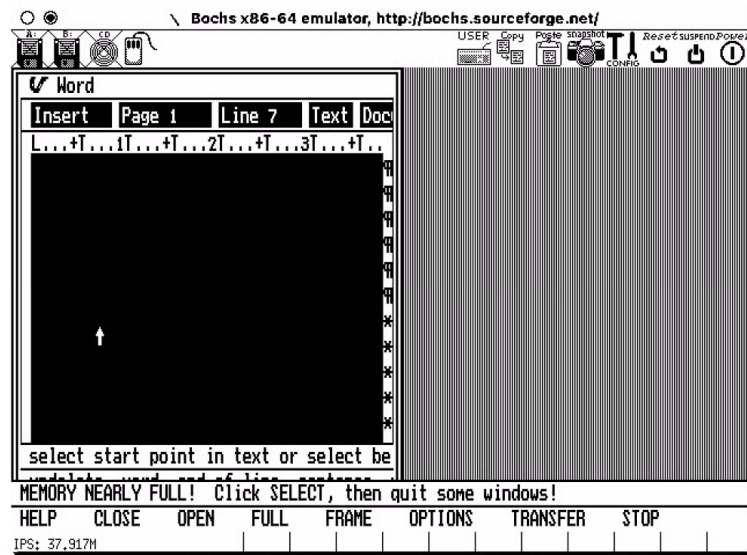 Bochs x86-64 emulator, http://bochs.sourceforge.net/
A: B: CD USER Copy Paste snapshot CONFIG Reset SUSPEND Power
Word
Insert Page 1 Line 7 Text Doc
L...+T...1T...+T...2T...+T...3T...+T..
¶
¶
¶
¶
¶
¶
*
*
*
*
*
select start point in text or select be
MEMORY NEARLY FULL! Click SELECT, then quit some windows!
HELP CLOSE OPEN FULL FRAME OPTIONS TRANSFER STOP
IPS: 37.917M